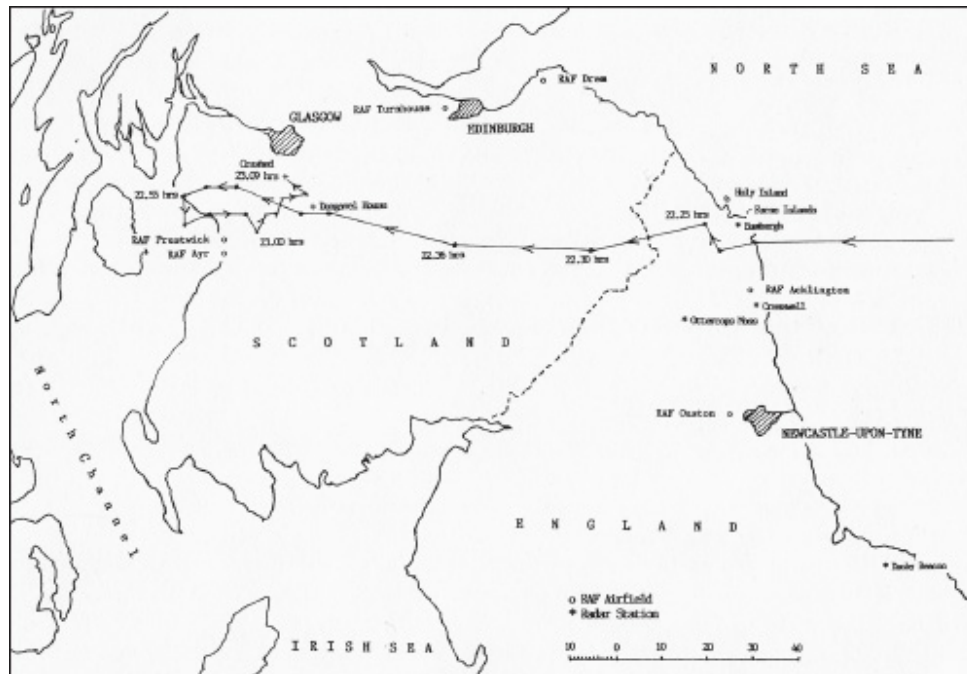 NORTH SEA
RAF Drem
RAF Turnhouse
EDINBURGH
GLASGOW
Crashed
23.09 hrs
22.55 hrs
Dungavel House
Holy Island
Farne Islands
Bamburgh
22.25 hrs
RAF Prestwick
RAF Ayr
23.00 hrs
22.36 hrs
22.30 hrs
RAF Acklington
Cresswell
Ottercops Moss
SCOTLAND
North Channel
RAF Ouston
NEWCASTLE-UPON-TYNE
ENGLAND
Danby Beacon
RAF Airfield
Radar Station
IRISH SEA
10 0 10 20 30 40